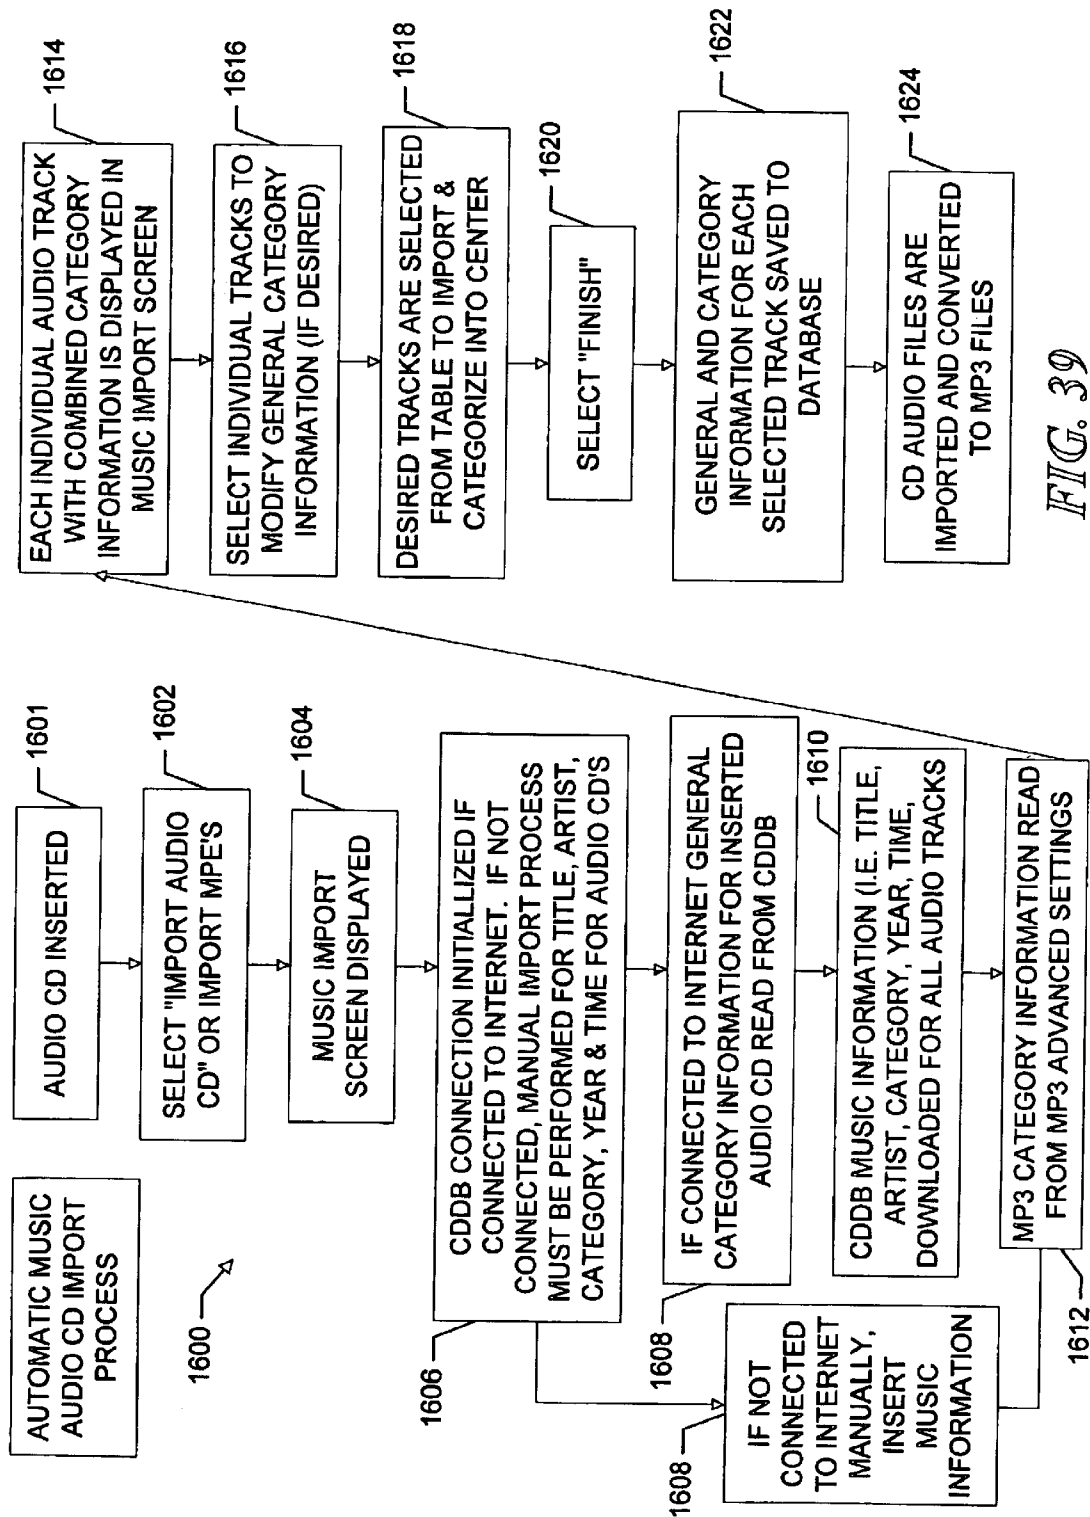 AUTOMATIC MUSIC
AUDIO CD IMPORT
PROCESS
1600
AUDIO CD INSERTED
1601
SELECT "IMPORT AUDIO
CD" OR IMPORT MPE'S
1602
MUSIC IMPORT
SCREEN DISPLAYED
1604
CDDB CONNECTION INITIALLIZED IF
CONNECTED TO INTERNET. IF NOT
CONNECTED, MANUAL IMPORT PROCESS
MUST BE PERFORMED FOR TITLE, ARTIST,
CATEGORY, YEAR & TIME FOR AUDIO CD'S
1606
IF CONNECTED TO INTERNET GENERAL
CATEGORY INFORMATION FOR INSERTED
AUDIO CD READ FROM CDDB
1608
IF NOT
CONNECTED
TO INTERNET
MANUALLY,
INSERT
MUSIC
INFORMATION
1608
CDDB MUSIC INFORMATION (I.E. TITLE,
ARTIST, CATEGORY, YEAR, TIME,
DOWNLOADED FOR ALL AUDIO TRACKS
1610
MP3 CATEGORY INFORMATION READ
FROM MP3 ADVANCED SETTINGS
1612
EACH INDIVIDUAL AUDIO TRACK
WITH COMBINED CATEGORY
INFORMATION IS DISPLAYED IN
MUSIC IMPORT SCREEN
1614
SELECT INDIVIDUAL TRACKS TO
MODIFY GENERAL CATEGORY
INFORMATION (IF DESIRED)
1616
DESIRED TRACKS ARE SELECTED
FROM TABLE TO IMPORT &
CATEGORIZE INTO CENTER
1618
SELECT "FINISH"
1620
GENERAL AND CATEGORY
INFORMATION FOR EACH
SELECTED TRACK SAVED TO
DATABASE
1622
CD AUDIO FILES ARE
IMPORTED AND CONVERTED
TO MP3 FILES
1624
FIG. 39